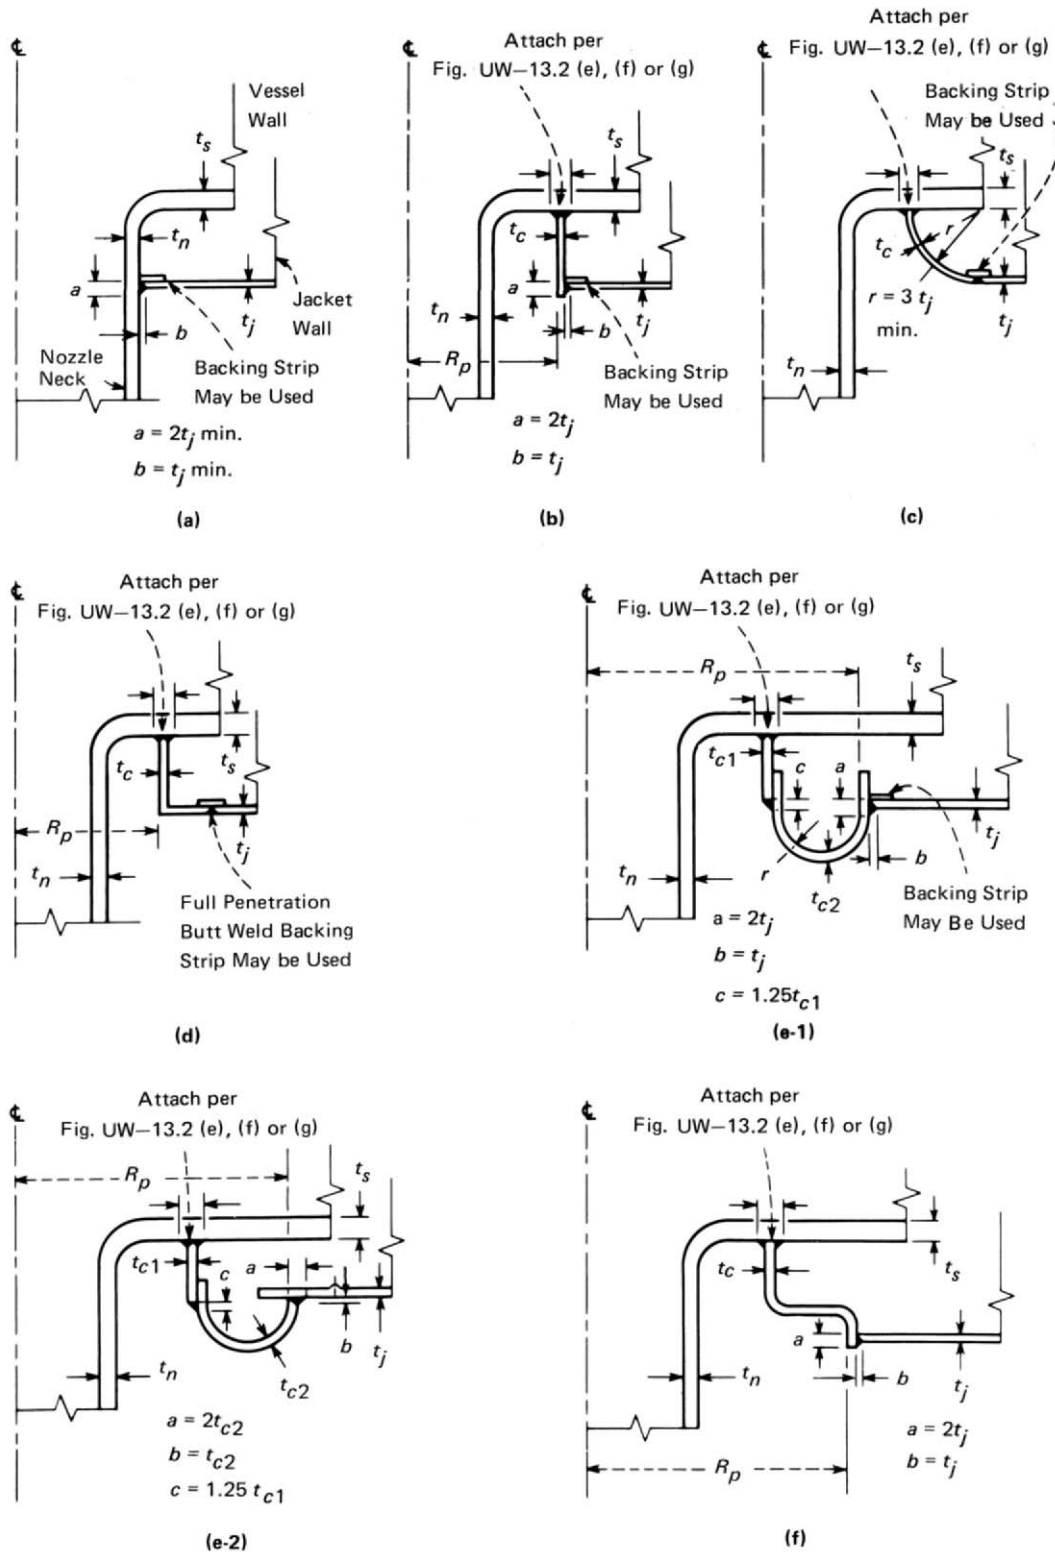 ℄
Vessel
Wall
t_s
t_n
a
b
t_j
Jacket
Wall
Nozzle
Neck
Backing Strip
May be Used
a = 2t_j min.
b = t_j min.
(a)
℄
Attach per
Fig. UW–13.2 (e), (f) or (g)
t_s
t_c
a
t_n
b
t_j
R_p
Backing Strip
May be Used
a = 2t_j
b = t_j
(b)
℄
Attach per
Fig. UW–13.2 (e), (f) or (g)
Backing Strip
May be Used
t_s
t_c
r
r = 3 t_j
min.
t_j
t_n
(c)
℄
Attach per
Fig. UW–13.2 (e), (f) or (g)
t_c
t_s
R_p
t_j
t_n
Full Penetration
Butt Weld Backing
Strip May be Used
(d)
℄
Attach per
Fig. UW–13.2 (e), (f) or (g)
R_p
t_s
t_c1
c
a
t_j
t_n
r
t_c2
b
Backing Strip
May Be Used
a = 2t_j
b = t_j
c = 1.25t_c1
(e-1)
℄
Attach per
Fig. UW–13.2 (e), (f) or (g)
R_p
t_s
t_c1
c
a
b
t_j
t_n
t_c2
a = 2t_c2
b = t_c2
c = 1.25 t_c1
(e-2)
℄
Attach per
Fig. UW–13.2 (e), (f) or (g)
t_c
t_s
a
t_n
b
t_j
R_p
a = 2t_j
b = t_j
(f)